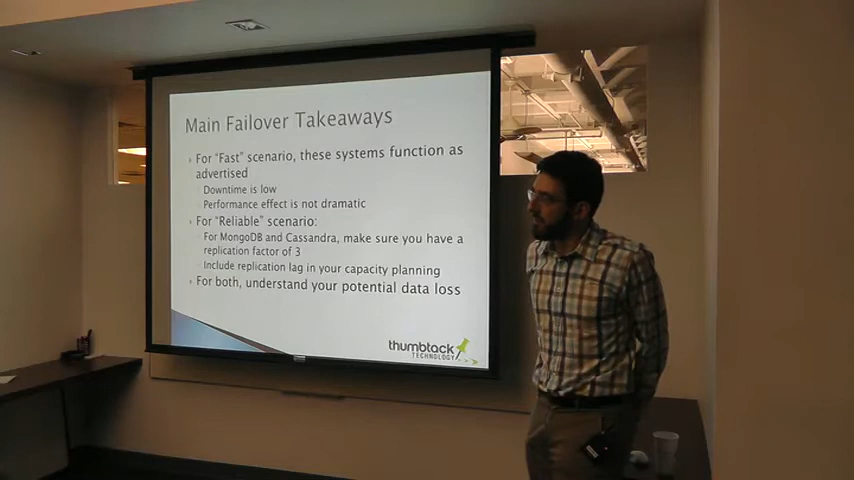 Main Failover Takeaways
For "Fast" scenario, these systems function as
advertised
Downtime is low
Performance effect is not dramatic
For "Reliable" scenario:
For MongoDB and Cassandra, make sure you have a
replication factor of 3
Include replication lag in your capacity planning
For both, understand your potential data loss
thumbtack
TECHNOLOGY